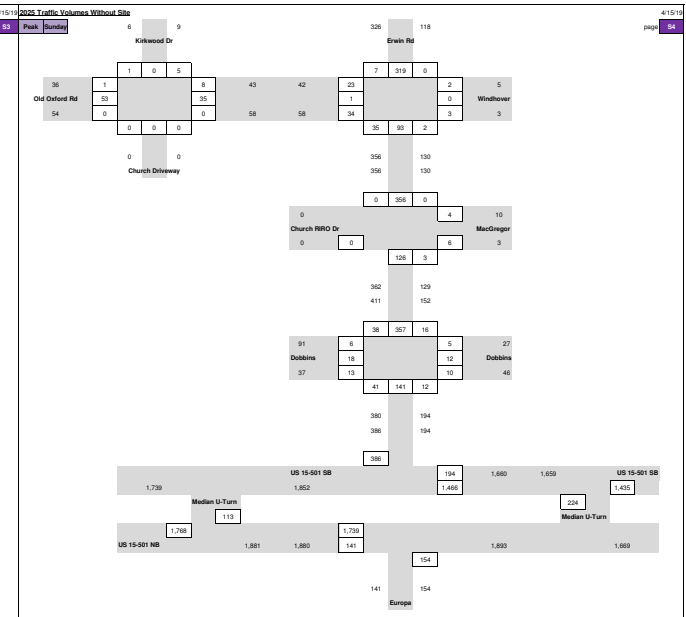 /15/19 2025 Traffic Volumes Without Site 4/15/19
S3 Peak Sunday 6 9 326 118 page S4
Kirkwood Dr Erwin Rd
1 0 5 7 319 0
36 1 8 43 42 23 2 5
Old Oxford Rd 53 35 1 0 Windhover
54 0 0 58 58 34 3 3
0 0 0 35 93 2
0 0 356 130
Church Driveway 356 130
0 356 0
0 4 10
Church RIRO Dr MacGregor
0 0 6 3
126 3
362 129
411 152
38 357 16
91 6 5 27
Dobbins 18 12 Dobbins
37 13 10 46
41 141 12
380 194
386 194
386
US 15-501 SB 194 1,660 1,659 US 15-501 SB
1,739 1,852 1,466 1,435
Median U-Turn 224
113 Median U-Turn
1,768 1,739
US 15-501 NB 1,881 1,880 141 1,893 1,669
154
141 154
Europa